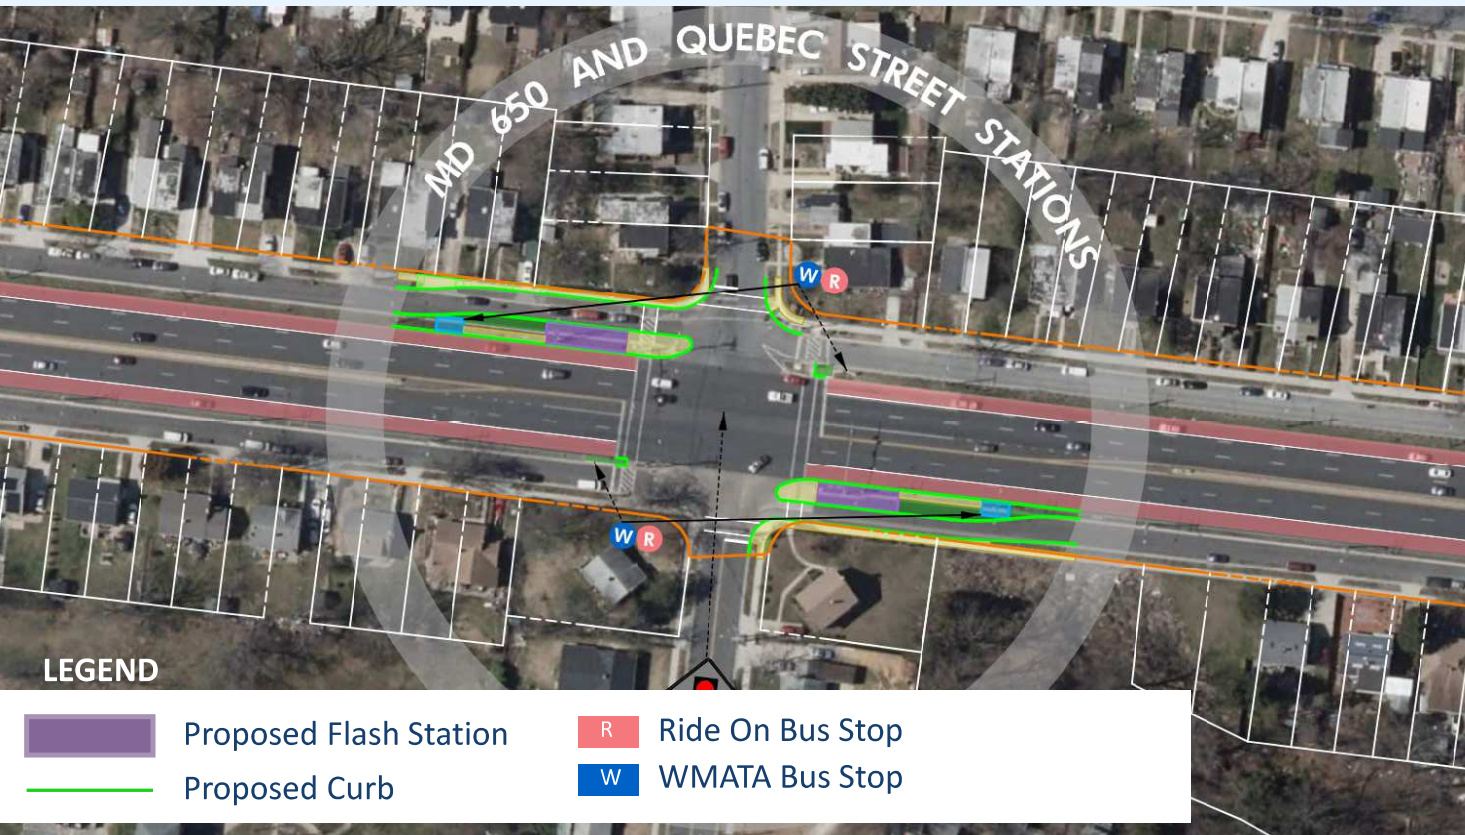 MD 650 AND QUEBEC STREET STATIONS
W R
W R
LEGEND
Proposed Flash Station
R Ride On Bus Stop
Proposed Curb
W WMATA Bus Stop